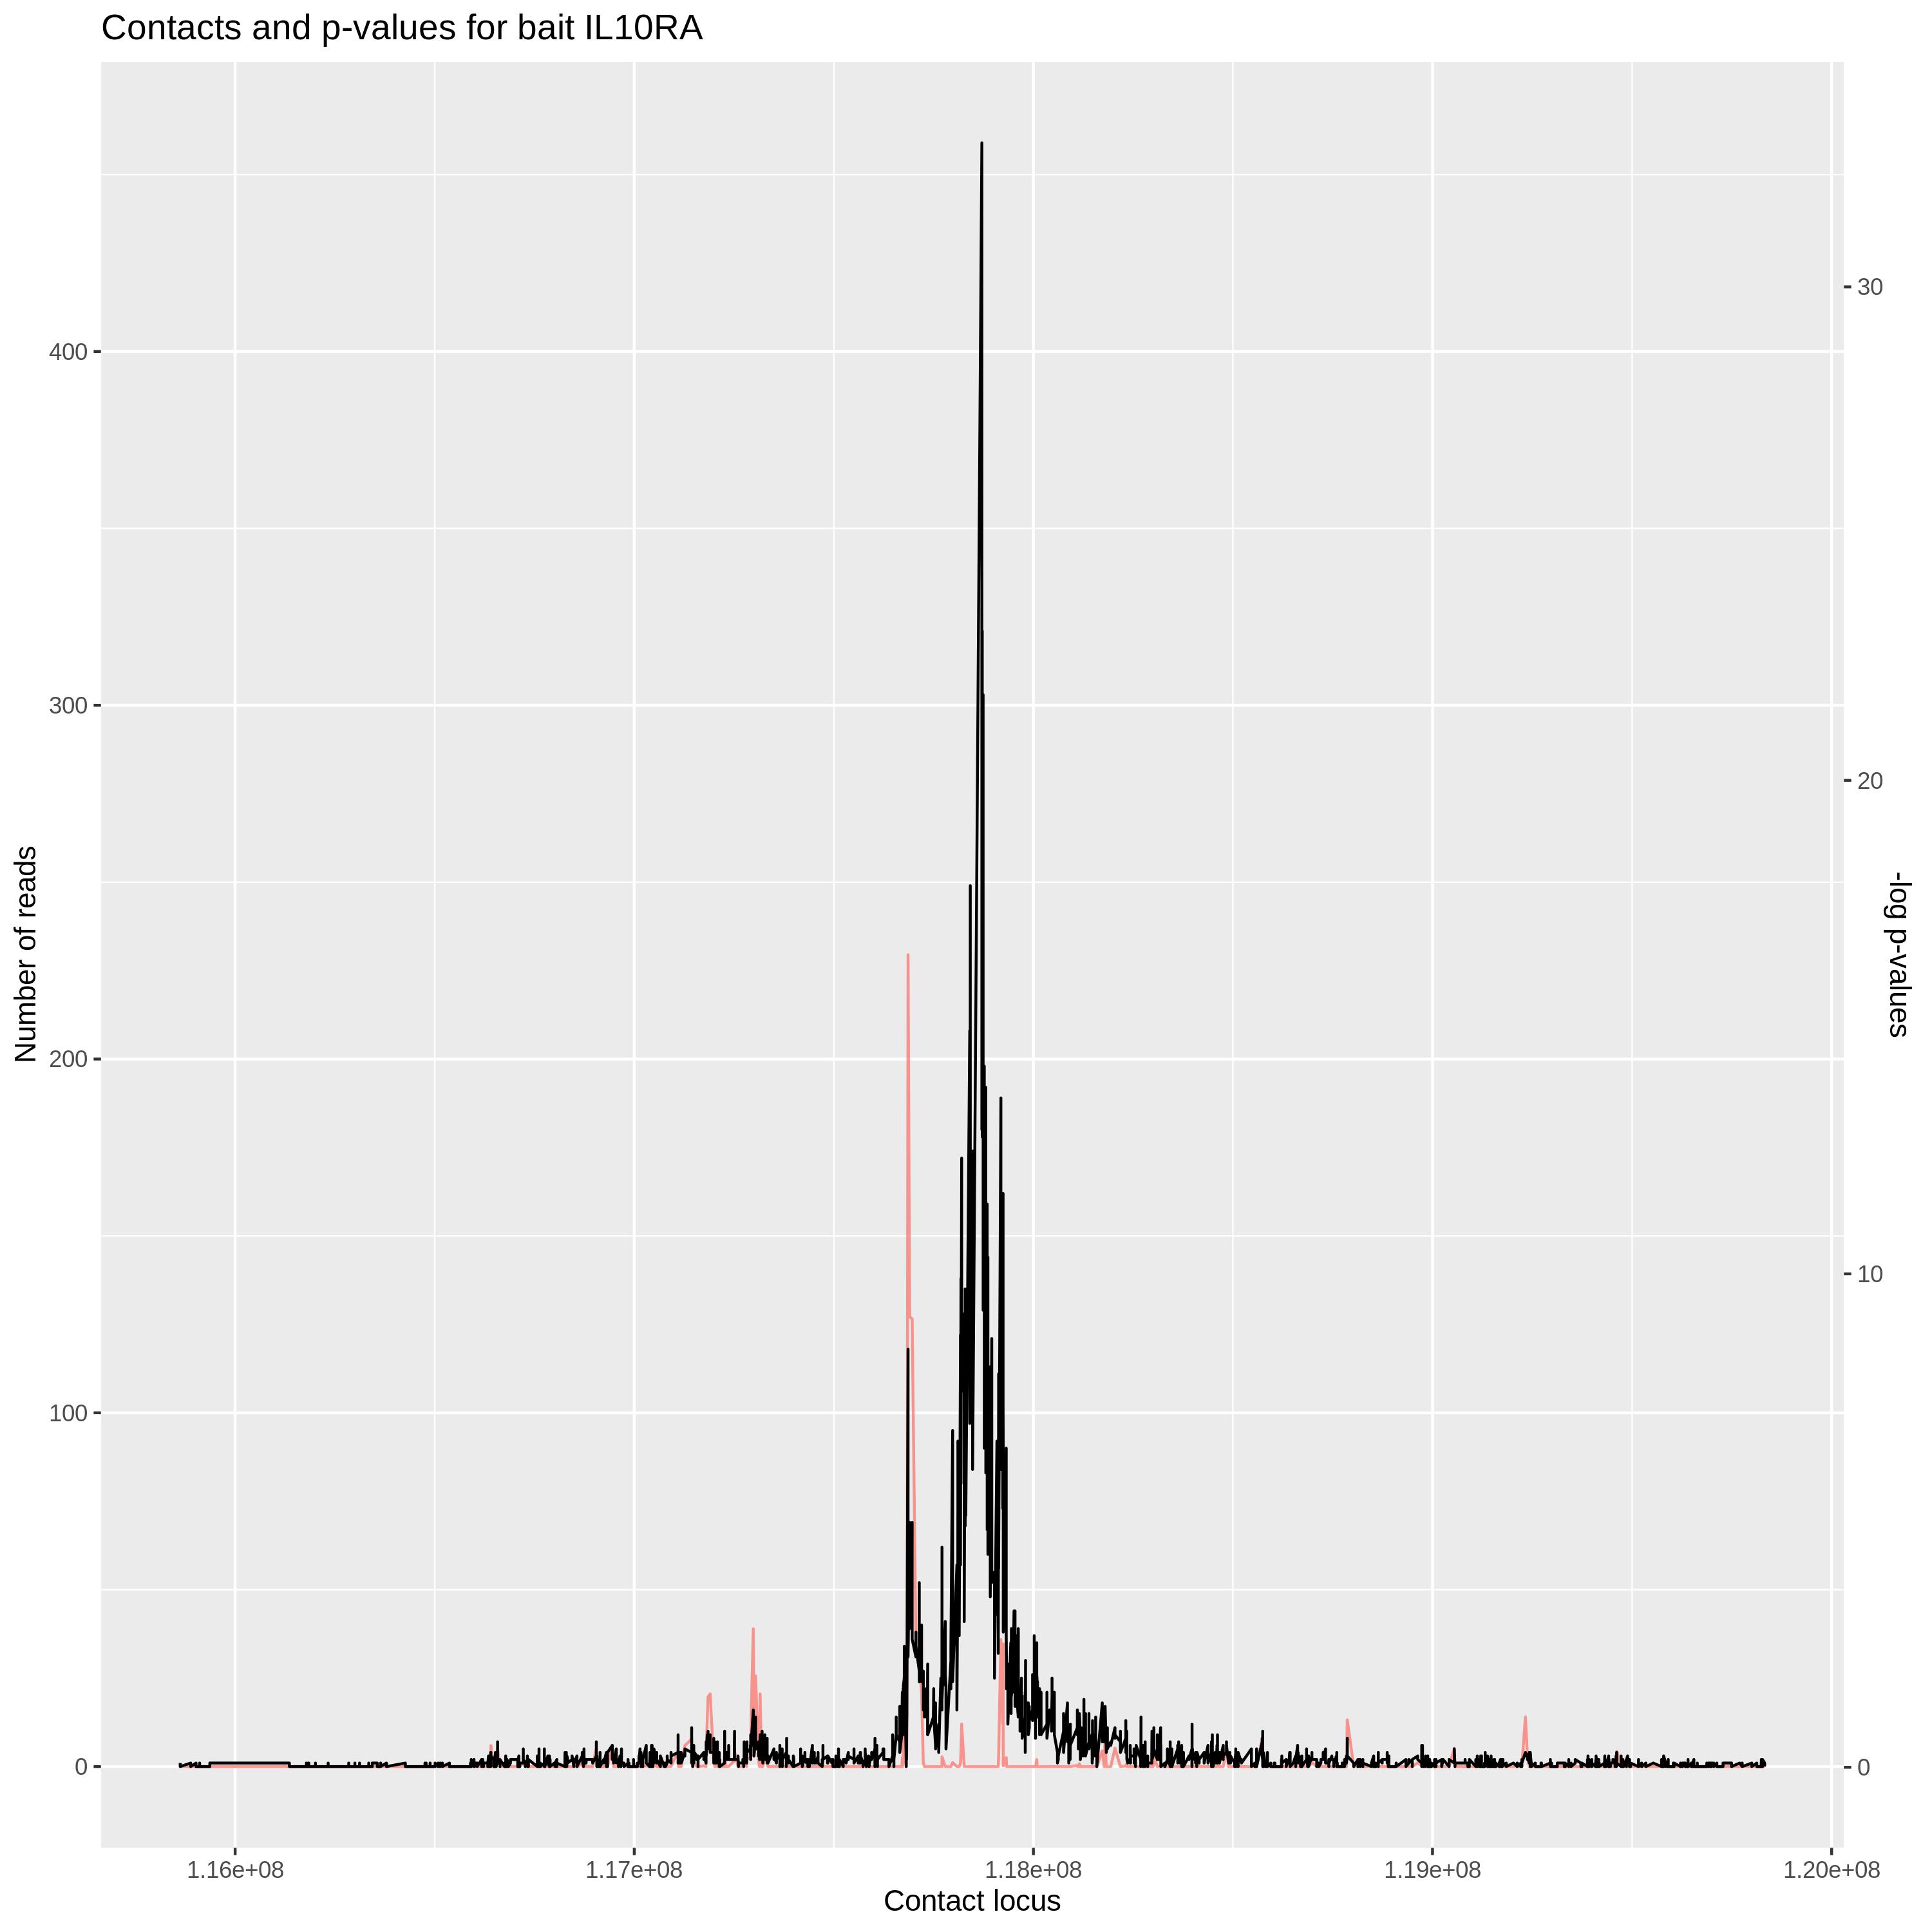 Contacts and p-values for bait IL10RA
400
300
200
100
0
Number of reads
30
20
10
0
-log p-values
1.16e+08
1.17e+08
1.18e+08
1.19e+08
1.20e+08
Contact locus